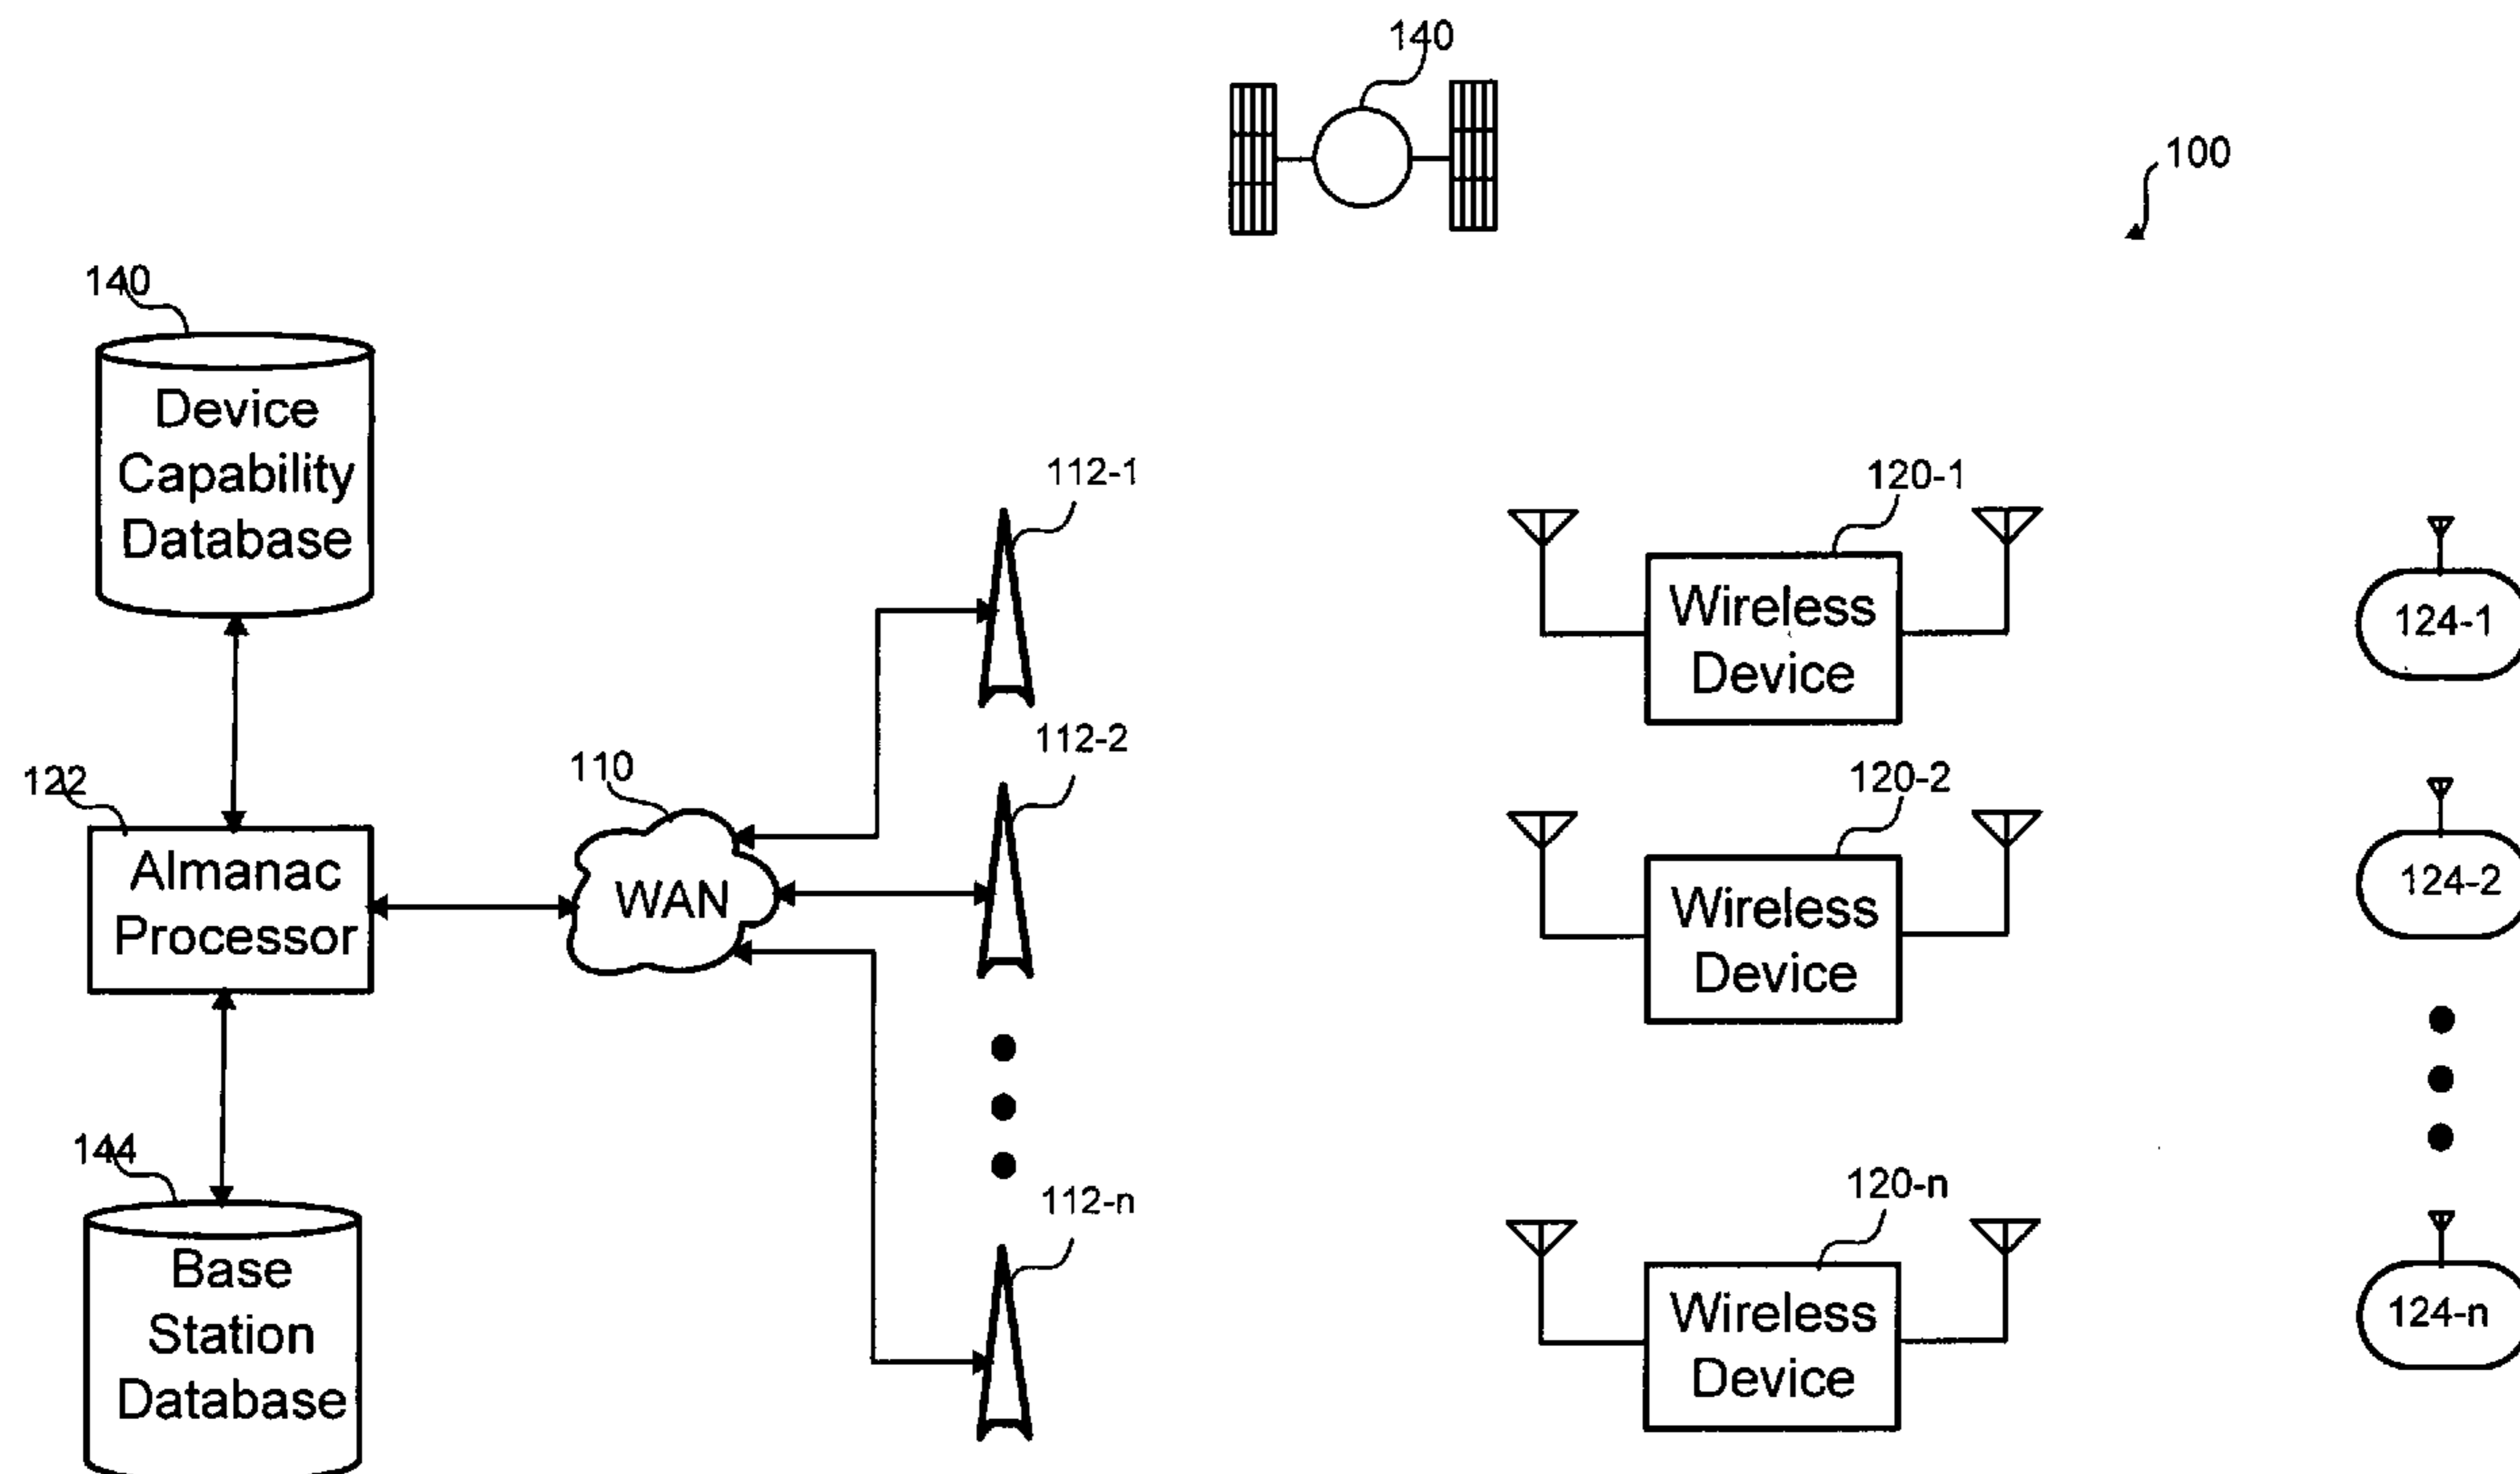 140
100
140
Device
Capability
Database
112-1
120-1
Wireless
Device
124-1
112-2
110
122
120-2
Almanac
Processor
WAN
Wireless
Device
124-2
144
112-n
120-n
Base
Station
Database
Wireless
Device
124-n